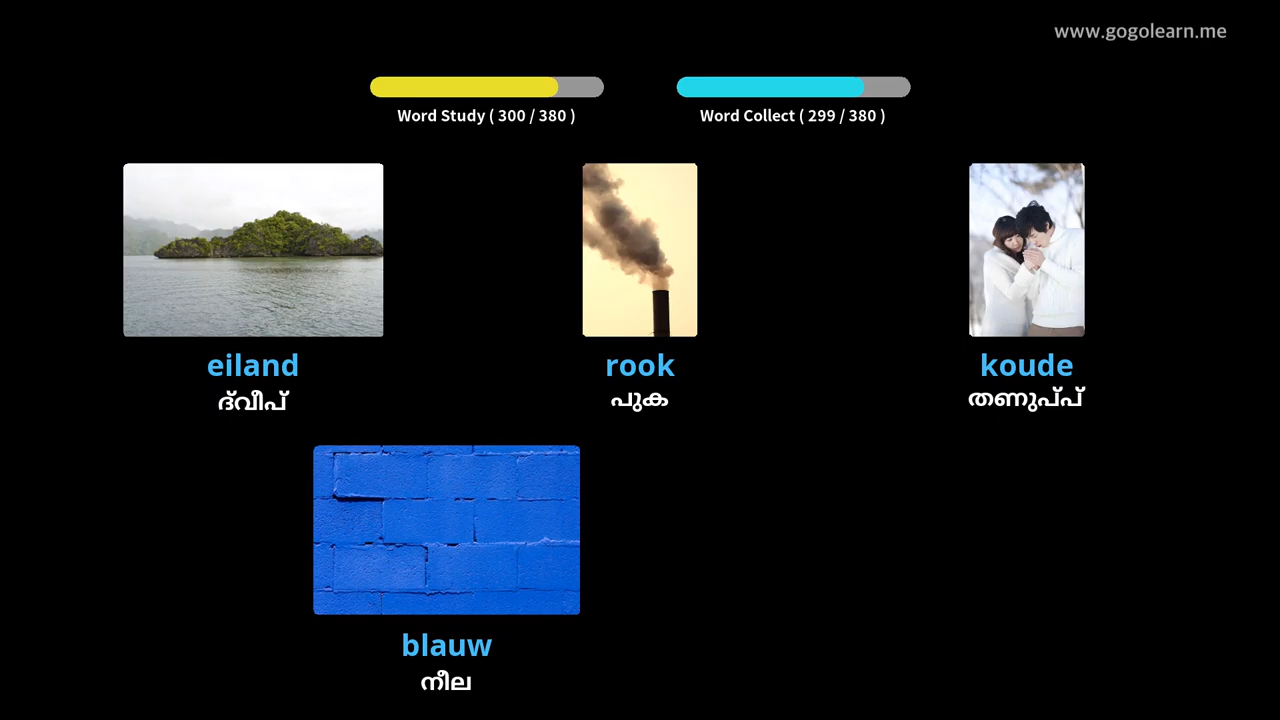 www.gogolearn.me
Word Study ( 300 / 380 )
Word Collect ( 299 / 380 )
eiland
ദ്വീപ്
rook
പുക
koude
തണുപ്പ്
blauw
നീല